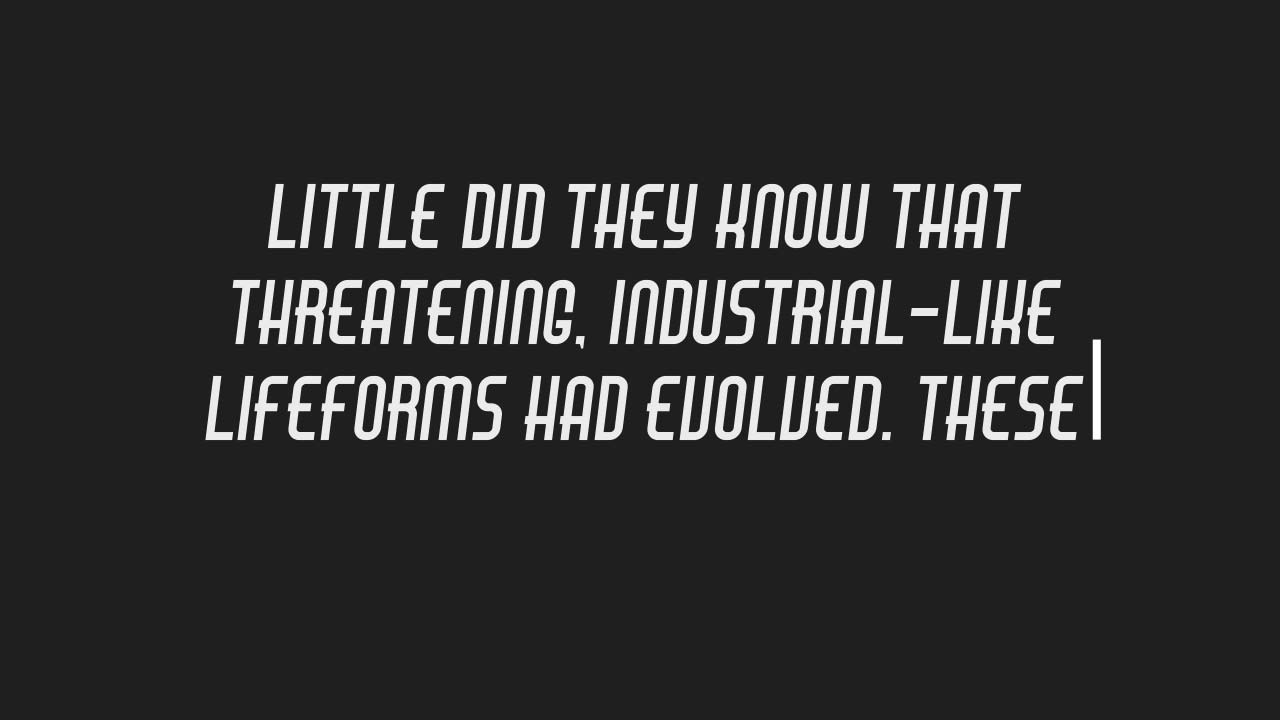 LITTLE DID THEY KNOW THAT
THREATENING, INDUSTRIAL-LIKE
LIFEFORMS HAD EVOLVED. THESE